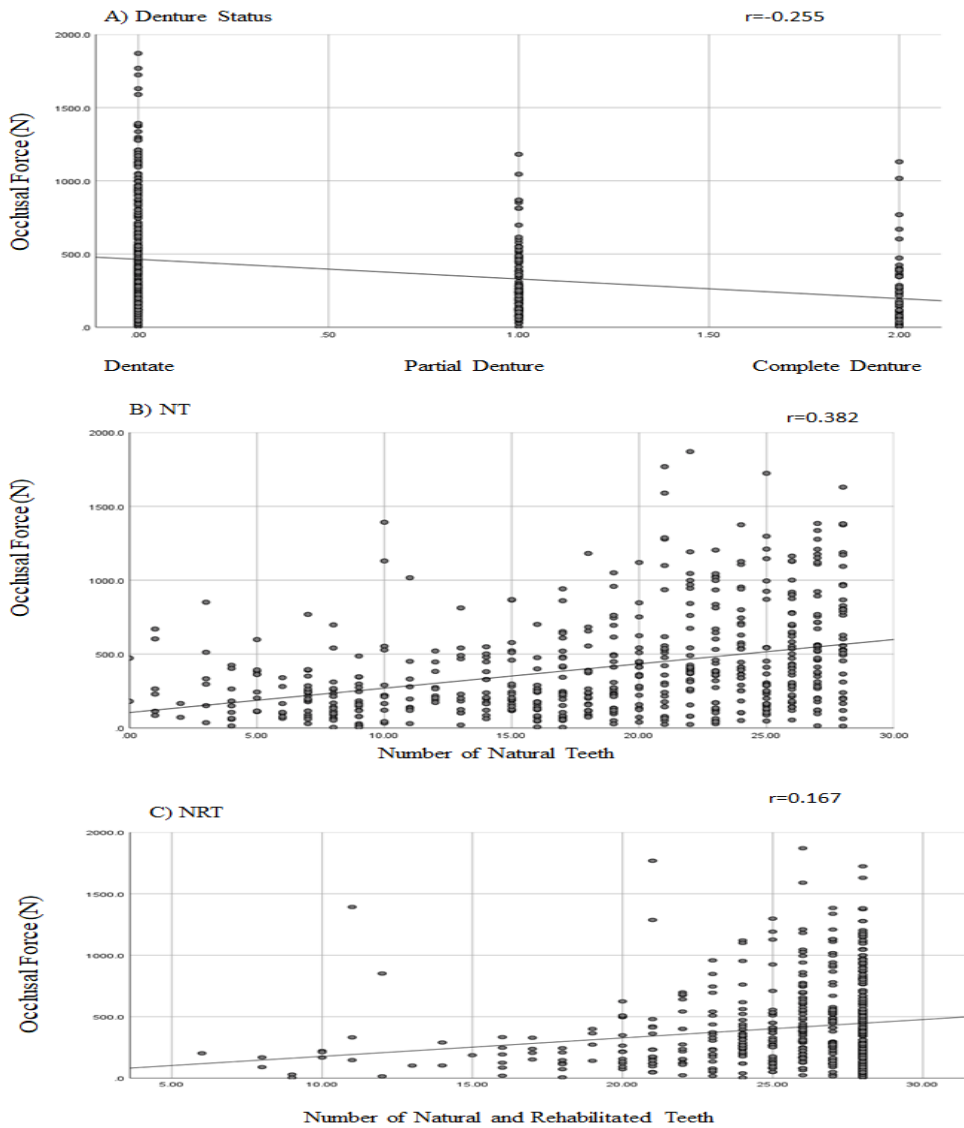 A) Denture Status
r=-0.255
Occlusal Force(N)
2000.0
1500.0
1000.0
500.0
.0
.00
.50
1.00
1.50
2.00
Dentate
Partial Denture
Complete Denture
B) NT
r=0.382
Occlusal Force(N)
2000.0
1500.0
1000.0
500.0
.0
.00
5.00
10.00
15.00
20.00
25.00
30.00
Number of Natural Teeth
C) NRT
r=0.167
Occlusal Force(N)
2000.0
1500.0
1000.0
500.0
.0
5.00
10.00
15.00
20.00
25.00
30.00
Number of Natural and Rehabilitated Teeth